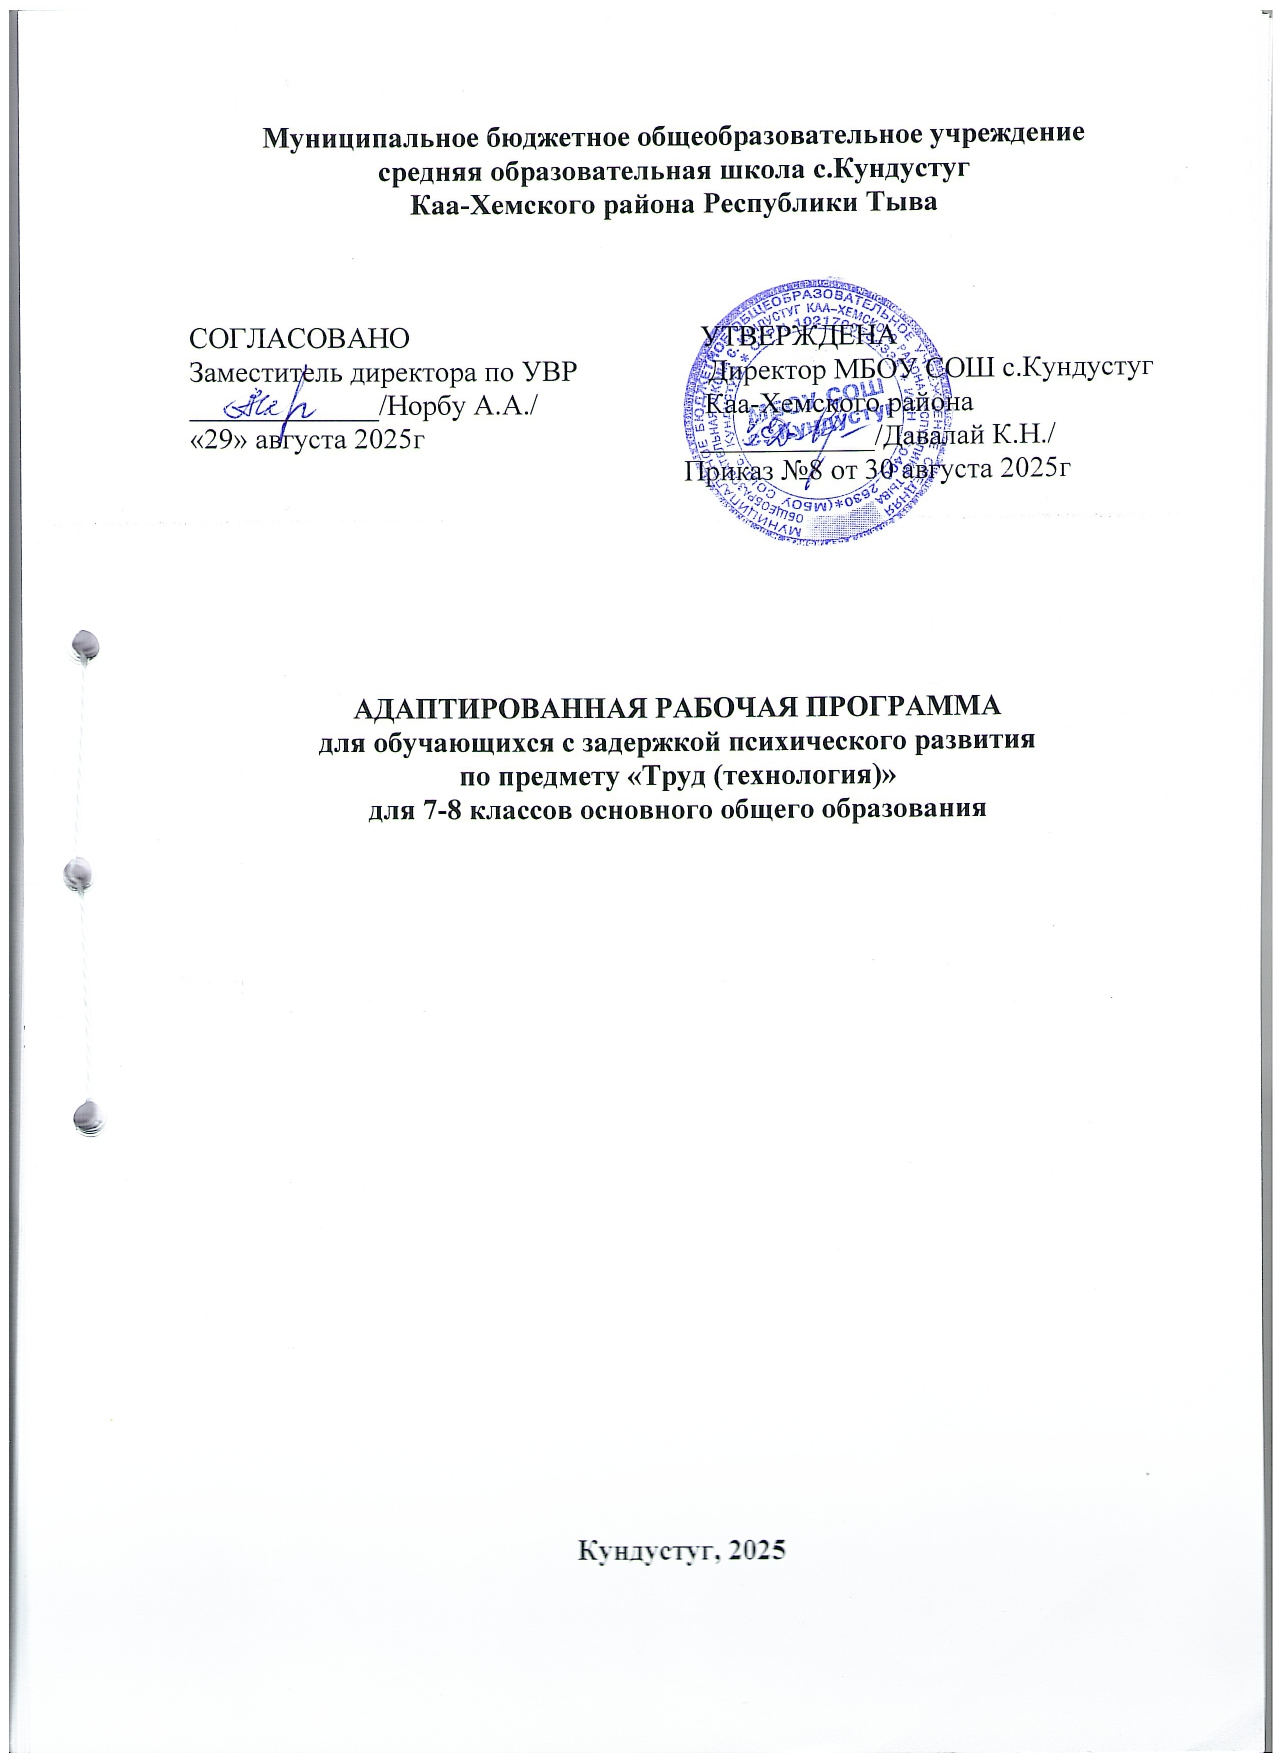 Муниципальное бюджетное общеобразовательное учреждение
средняя образовательная школа с.Кундустуг
Каа-Хемского района Республики Тыва
СОГЛАСОВАНО
Заместитель директора по УВР
/Норбу А.А./
«29» августа 2025г
УТВЕРЖДЕНА
Директор МБОУ СОШ с.Кундустуг
Каа-Хемского района
/Давалай К.Н./
Приказ №8 от 30 августа 2025г
МБОУ СОШ
с.Кундустуг
АДАПТИРОВАННАЯ РАБОЧАЯ ПРОГРАММА
для обучающихся с задержкой психического развития
по предмету «Труд (технология)»
для 7-8 классов основного общего образования
Кундустуг, 2025